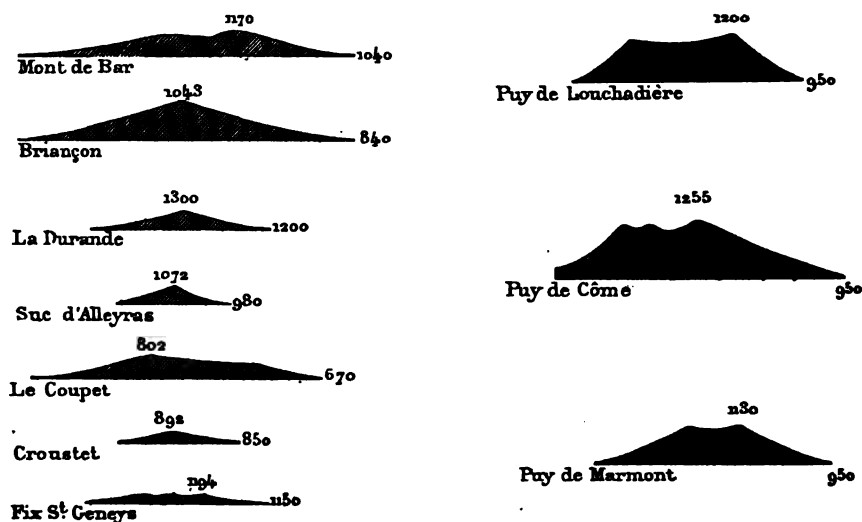 1170
1040
Mont de Bar
1043
840
Briançon
1300
1200
La Durande
1072
980
Suc d'Alleyras
802
670
Le Coupet
892
850
Croustet
1194
1150
Fix S.t Geneys
1200
950
Puy de Louchadière
1255
950
Puy de Côme
1130
950
Puy de Marmont